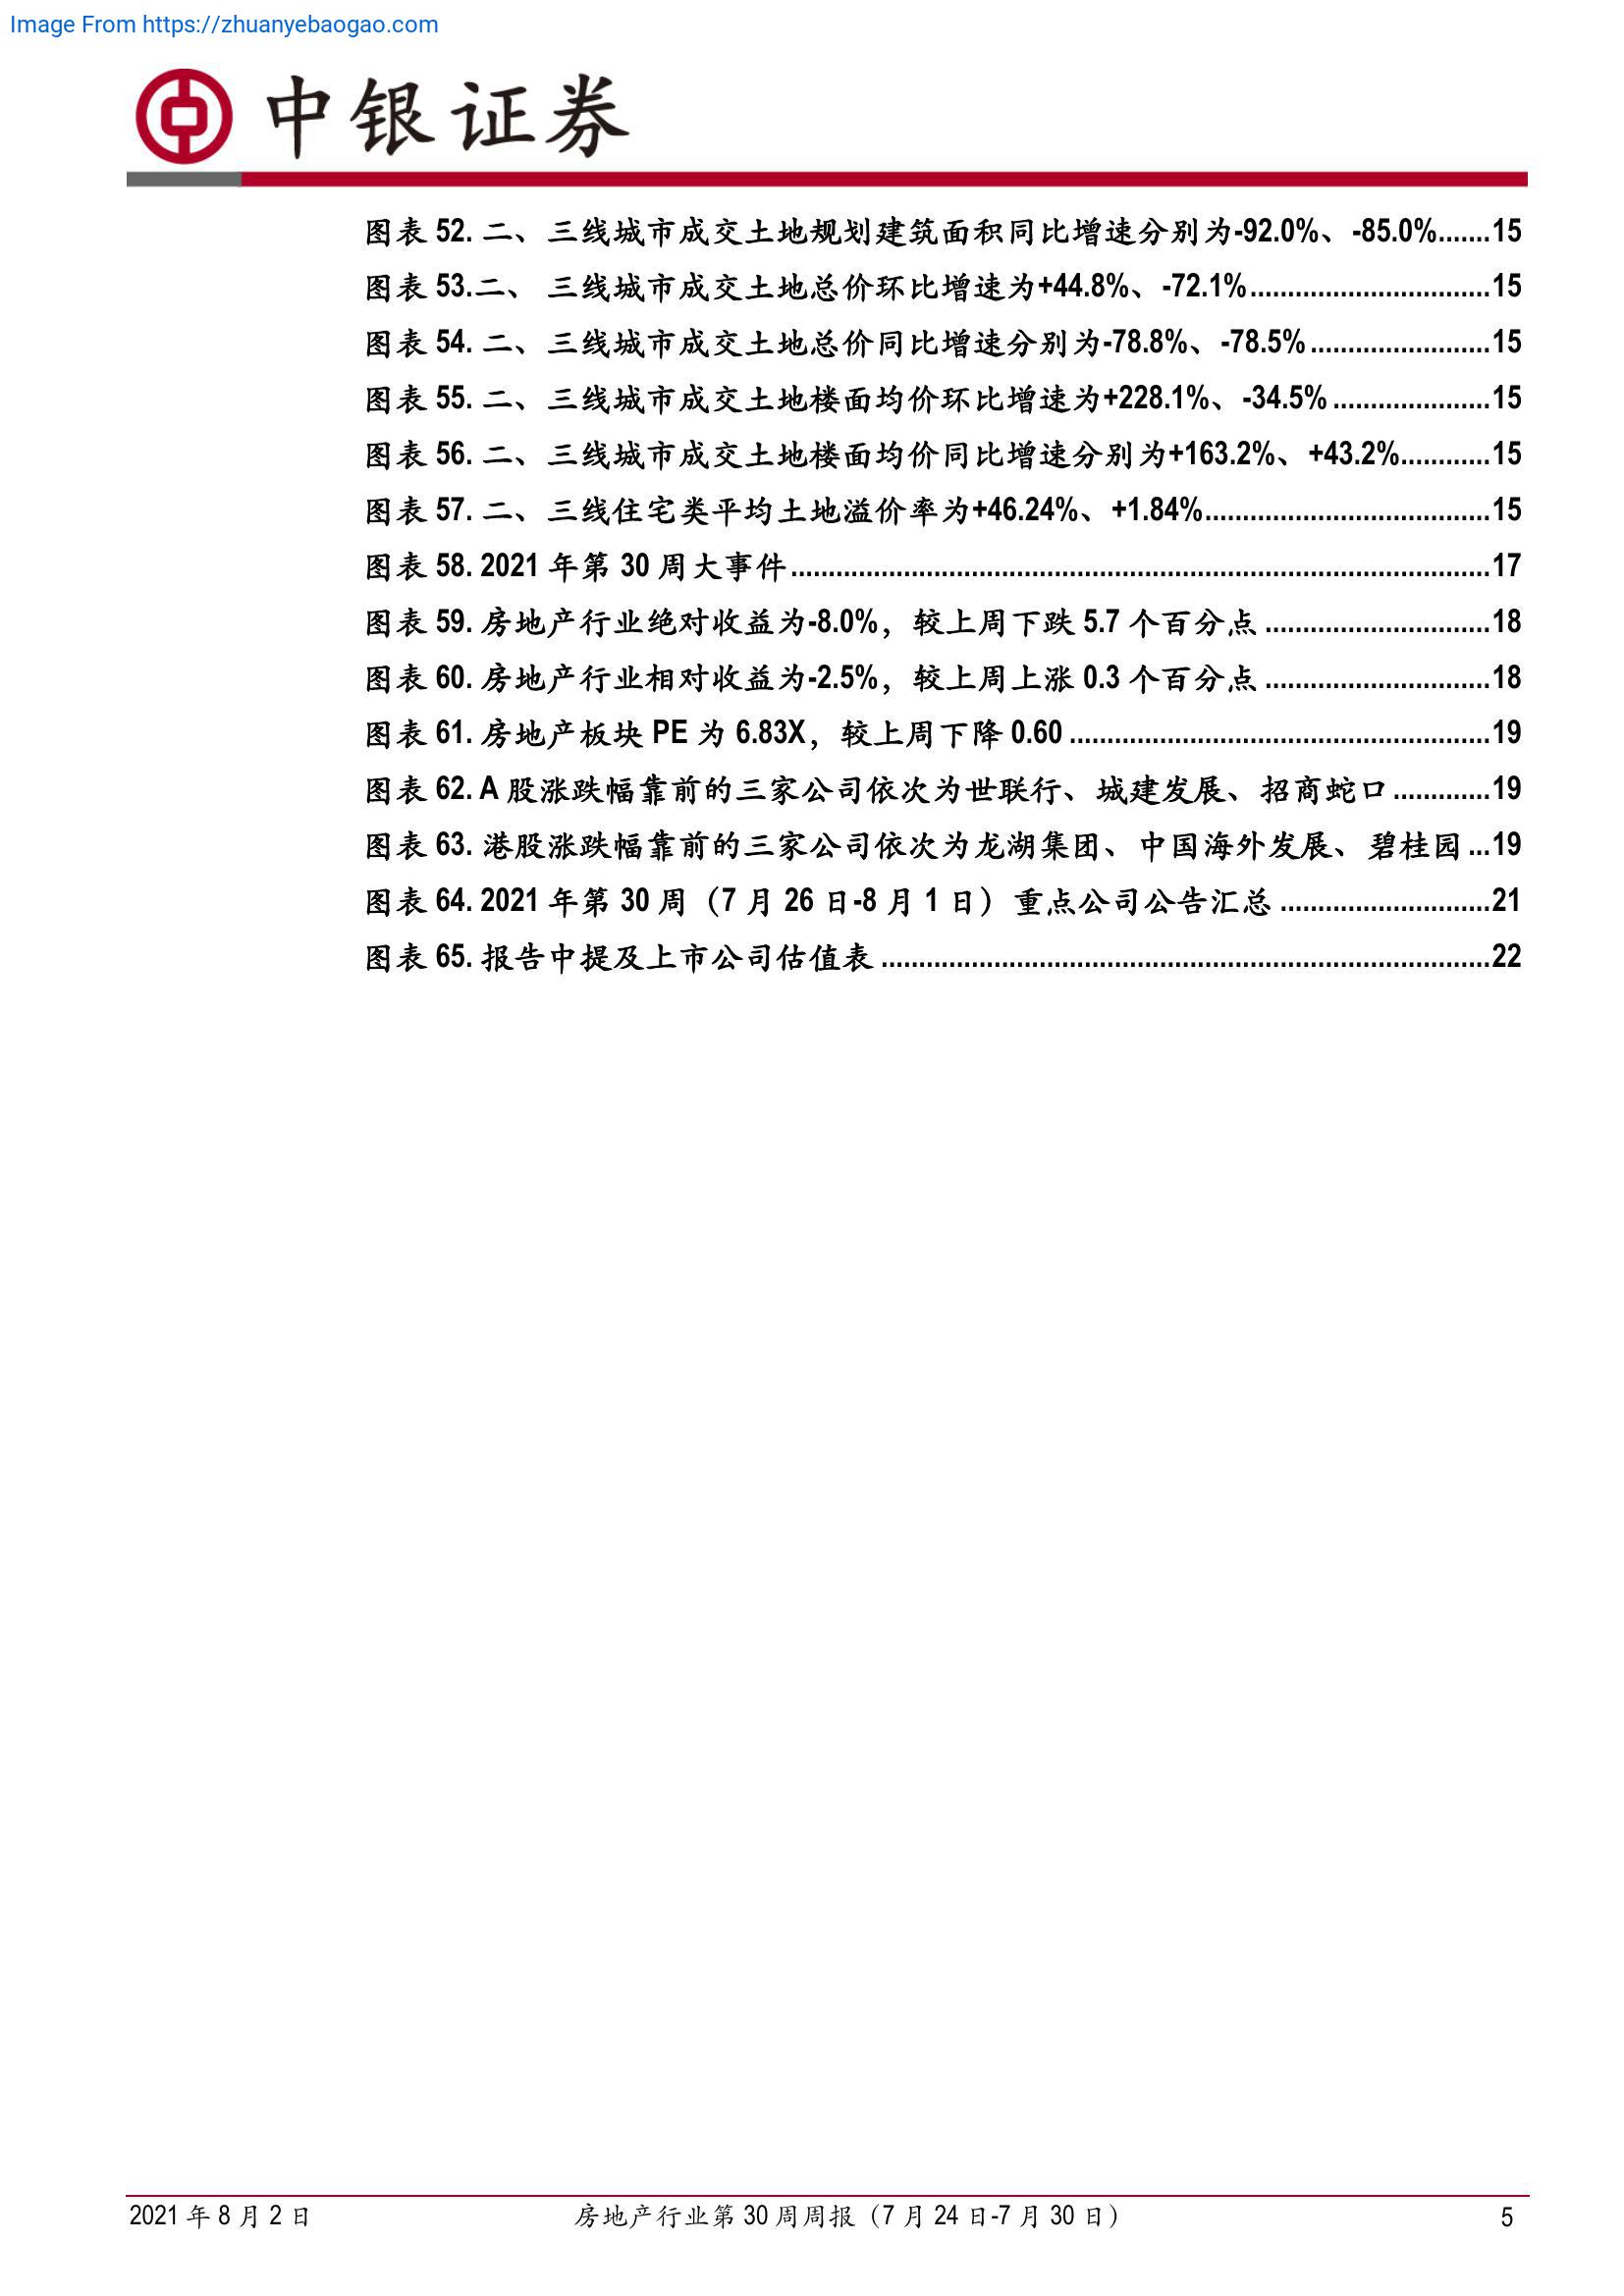 Image From https://zhuanyebaogao.com
中银证券
图表 52. 二、三线城市成交土地规划建筑面积同比增速分别为-92.0%、-85.0%.......15
图表 53.二、 三线城市成交土地总价环比增速为+44.8%、-72.1%................................15
图表 54. 二、三线城市成交土地总价同比增速分别为-78.8%、-78.5%........................15
图表 55. 二、三线城市成交土地楼面均价环比增速为+228.1%、-34.5%.....................15
图表 56. 二、三线城市成交土地楼面均价同比增速分别为+163.2%、+43.2%............15
图表 57. 二、三线住宅类平均土地溢价率为+46.24%、+1.84%......................................15
图表 58. 2021 年第 30 周大事件.............................................................................................17
图表 59. 房地产行业绝对收益为-8.0%，较上周下跌 5.7 个百分点..............................18
图表 60. 房地产行业相对收益为-2.5%，较上周上涨 0.3 个百分点..............................18
图表 61. 房地产板块 PE 为 6.83X，较上周下降 0.60........................................................19
图表 62. A 股涨跌幅靠前的三家公司依次为世联行、城建发展、招商蛇口.............19
图表 63. 港股涨跌幅靠前的三家公司依次为龙湖集团、中国海外发展、碧桂园...19
图表 64. 2021 年第 30 周（7 月 26 日-8 月 1 日）重点公司公告汇总............................21
图表 65. 报告中提及上市公司估值表.................................................................................22
2021 年 8 月 2 日 房地产行业第 30 周周报（7 月 24 日-7 月 30 日） 5